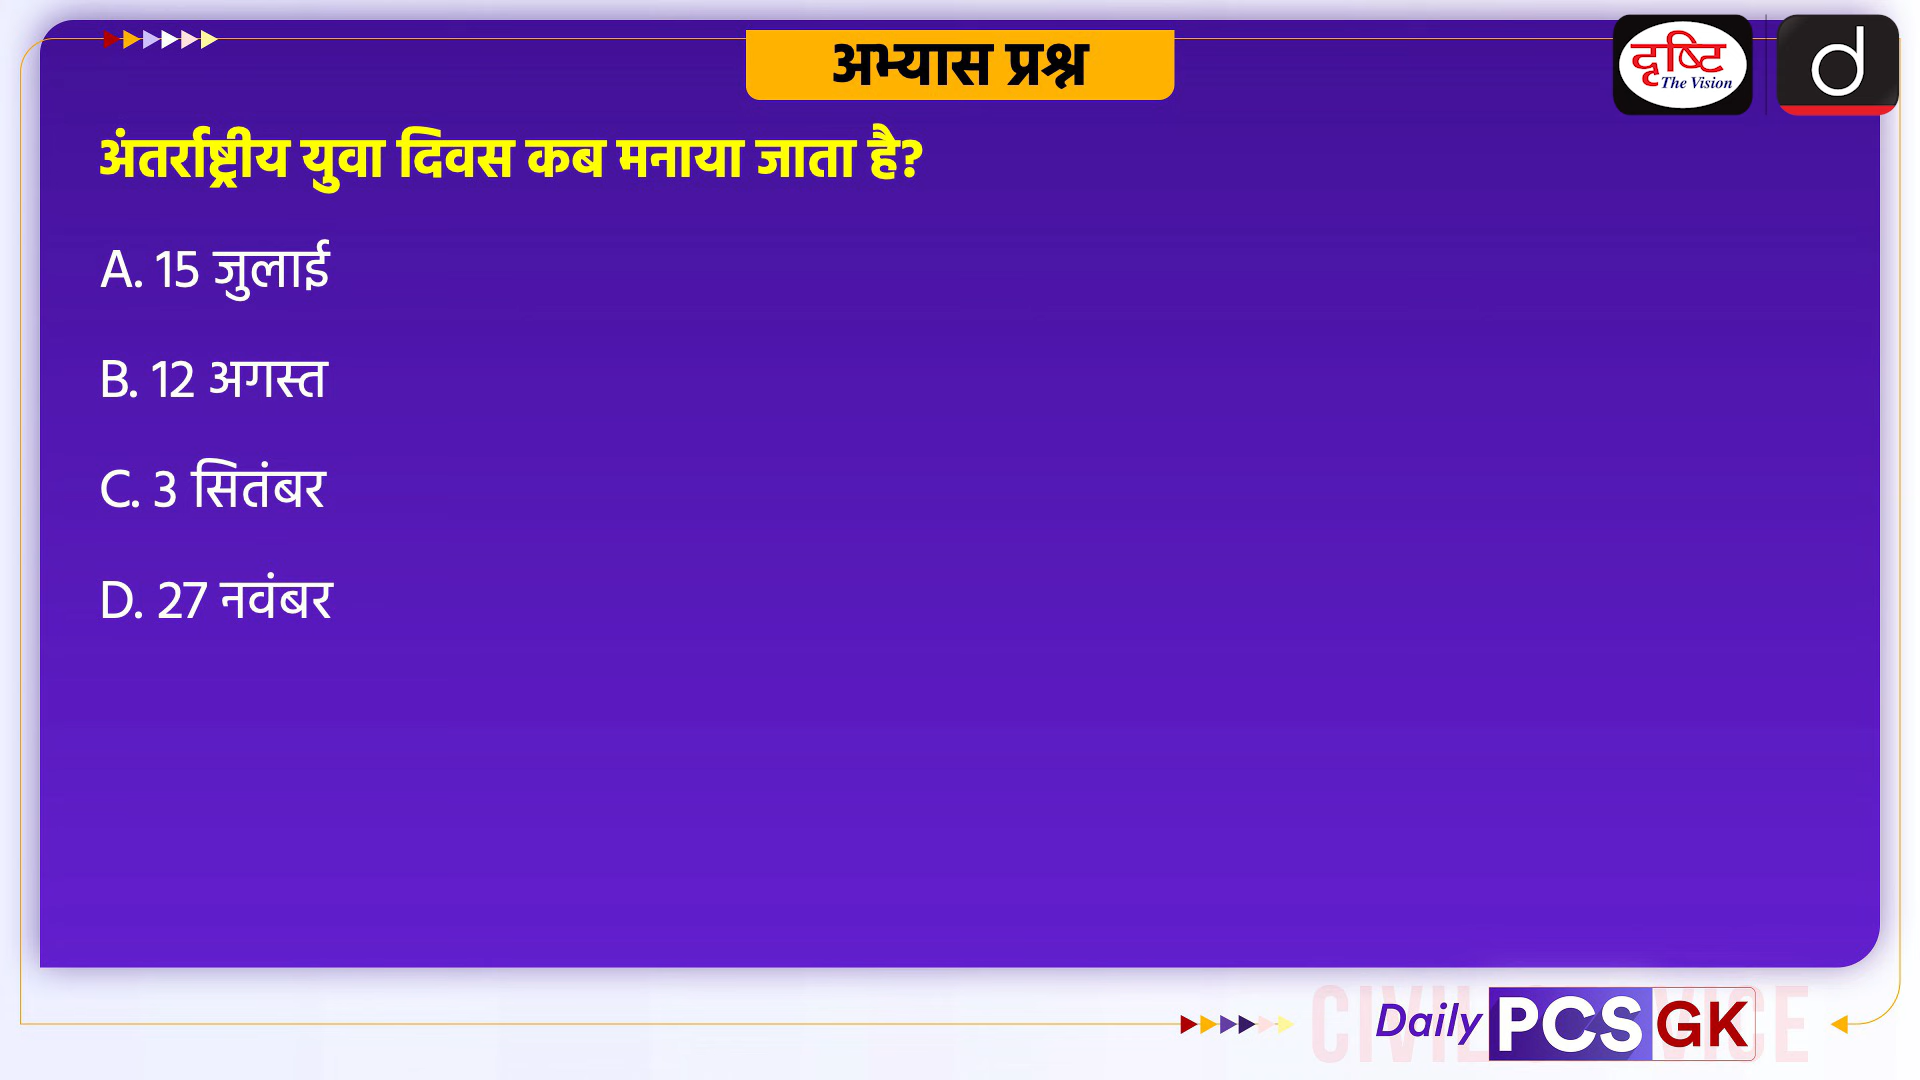 अभ्यास प्रश्न
दृष्टि
The Vision
d
अंतर्राष्ट्रीय युवा दिवस कब मनाया जाता है?
A. 15 जुलाई
B. 12 अगस्त
C. 3 सितंबर
D. 27 नवंबर
Daily PCS GK